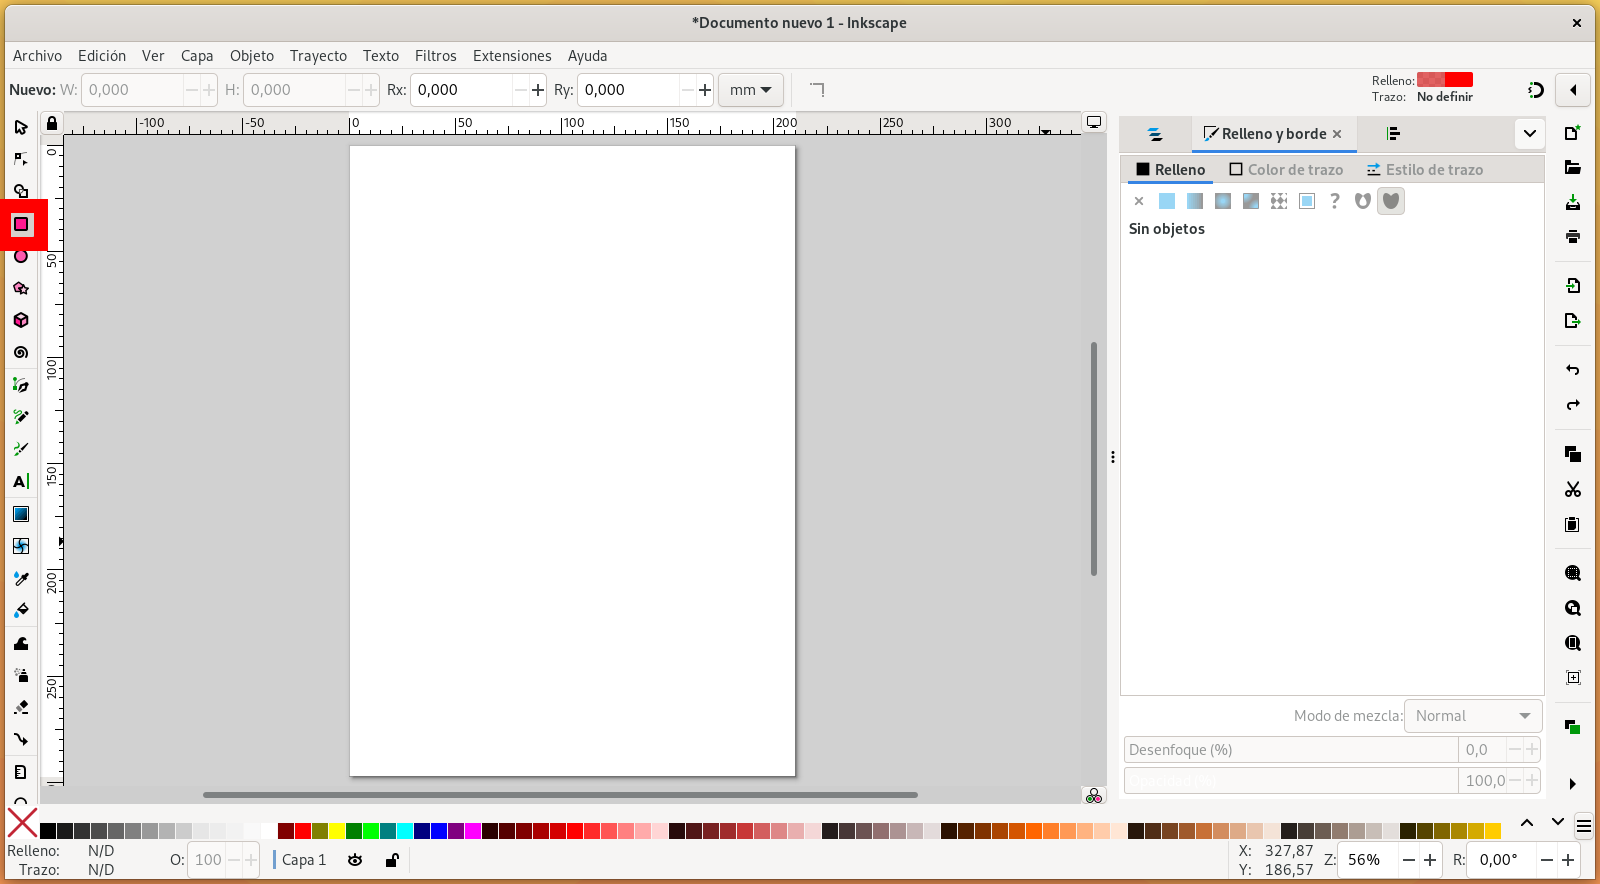 *Documento nuevo 1 - Inkscape
Archivo Edición Ver Capa Objeto Trayecto Texto Filtros Extensiones Ayuda
Nuevo: W: 0,000 H: 0,000 Rx: 0,000 Ry: 0,000 mm
Relleno:
Trazo: No definir
-100 -50 0 50 100 150 200 250 300
0
50
100
150
200
250
Relleno y borde
Relleno Color de trazo Estilo de trazo
Sin objetos
Modo de mezcla: Normal
Desenfoque (%) 0,0
Opacidad (%) 100,0
Relleno: N/D
Trazo: N/D
O: 100
Capa 1
X: 327,87
Y: 186,57
Z: 56%
R: 0,00°